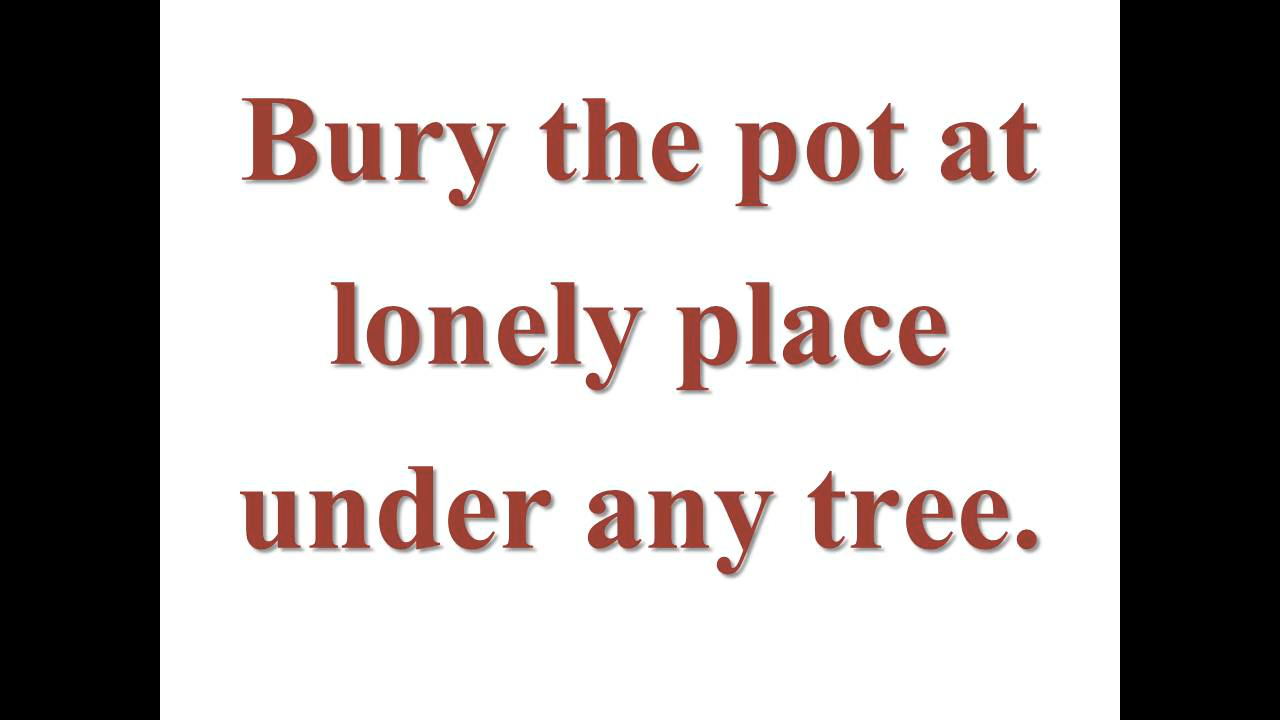 Bury the pot at
lonely place
under any tree.